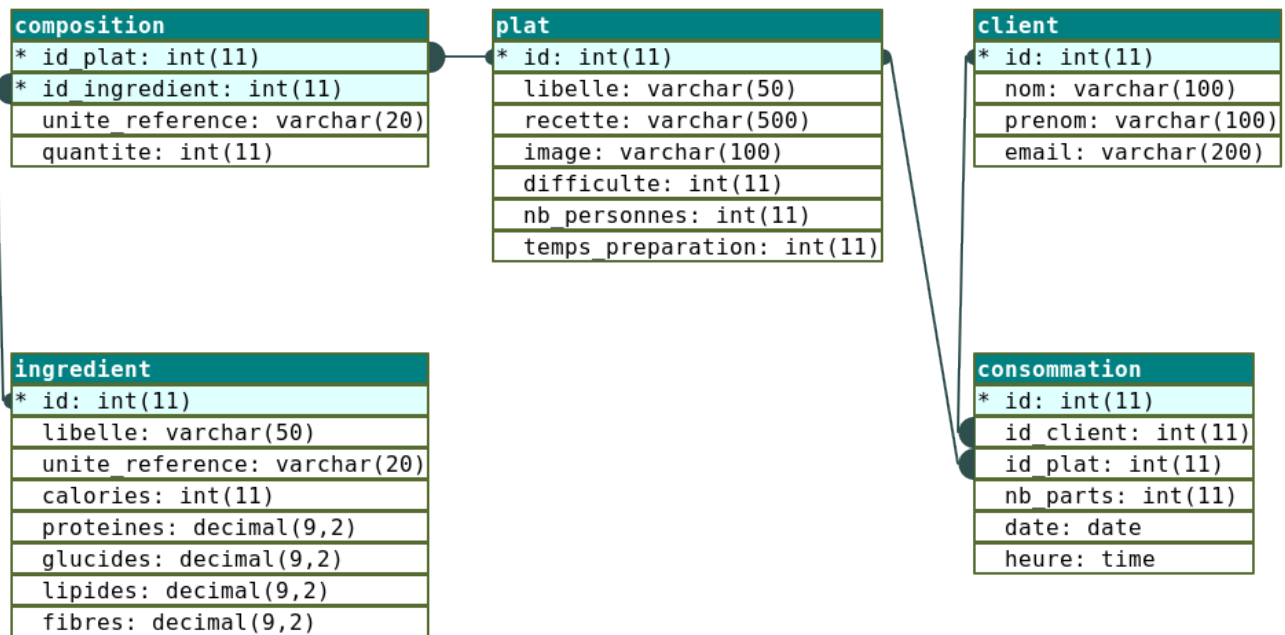 composition
* id_plat: int(11)
* id_ingredient: int(11)
unite_reference: varchar(20)
quantite: int(11)
plat
* id: int(11)
libelle: varchar(50)
recette: varchar(500)
image: varchar(100)
difficulte: int(11)
nb_personnes: int(11)
temps_preparation: int(11)
client
* id: int(11)
nom: varchar(100)
prenom: varchar(100)
email: varchar(200)
ingredient
* id: int(11)
libelle: varchar(50)
unite_reference: varchar(20)
calories: int(11)
proteines: decimal(9,2)
glucides: decimal(9,2)
lipides: decimal(9,2)
fibres: decimal(9,2)
consommation
* id: int(11)
id_client: int(11)
id_plat: int(11)
nb_parts: int(11)
date: date
heure: time